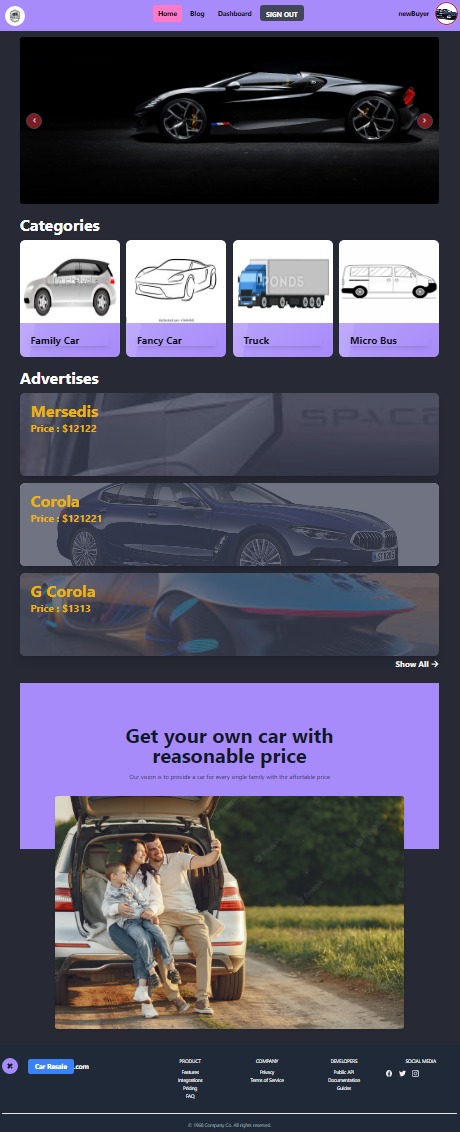 Home Blog Dashboard SIGN OUT newBuyer
Categories
PONDS
Family Car Fancy Car Truck Micro Bus
Advertises
SPACE
Mersedis
Price : $12122
Corola
Price : $121221
G Corola
Price : $1313
Show All →
Get your own car with
reasonable price
Our vision is to provide a car for every single family with the affortable price
Car Resale .com
PRODUCT COMPANY DEVELOPERS SOCIAL MEDIA
Features Privacy Public API
Integrations Terms of Service Documentation
Pricing Guides
FAQ
© 1968 Company Co. All rights reserved.